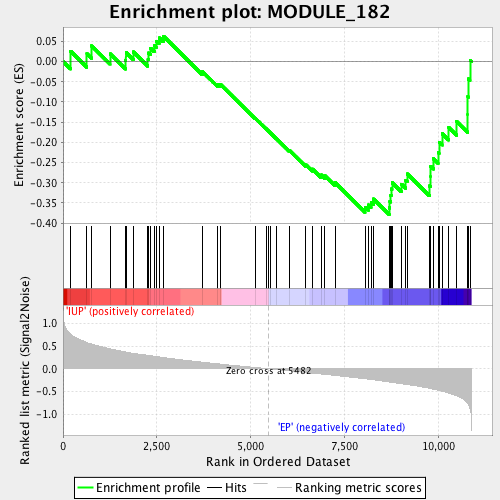 Enrichment plot: MODULE_182
Enrichment score (ES)
0.05
0.00
-0.05
-0.10
-0.15
-0.20
-0.25
-0.30
-0.35
-0.40
'IUP' (positively correlated)
Ranked list metric (Signal2Noise)
1.0
0.5
0.0
-0.5
-1.0
Zero cross at 5482
'EP' (negatively correlated)
0
2,500
5,000
7,500
10,000
Rank in Ordered Dataset
Enrichment profile
Hits
Ranking metric scores